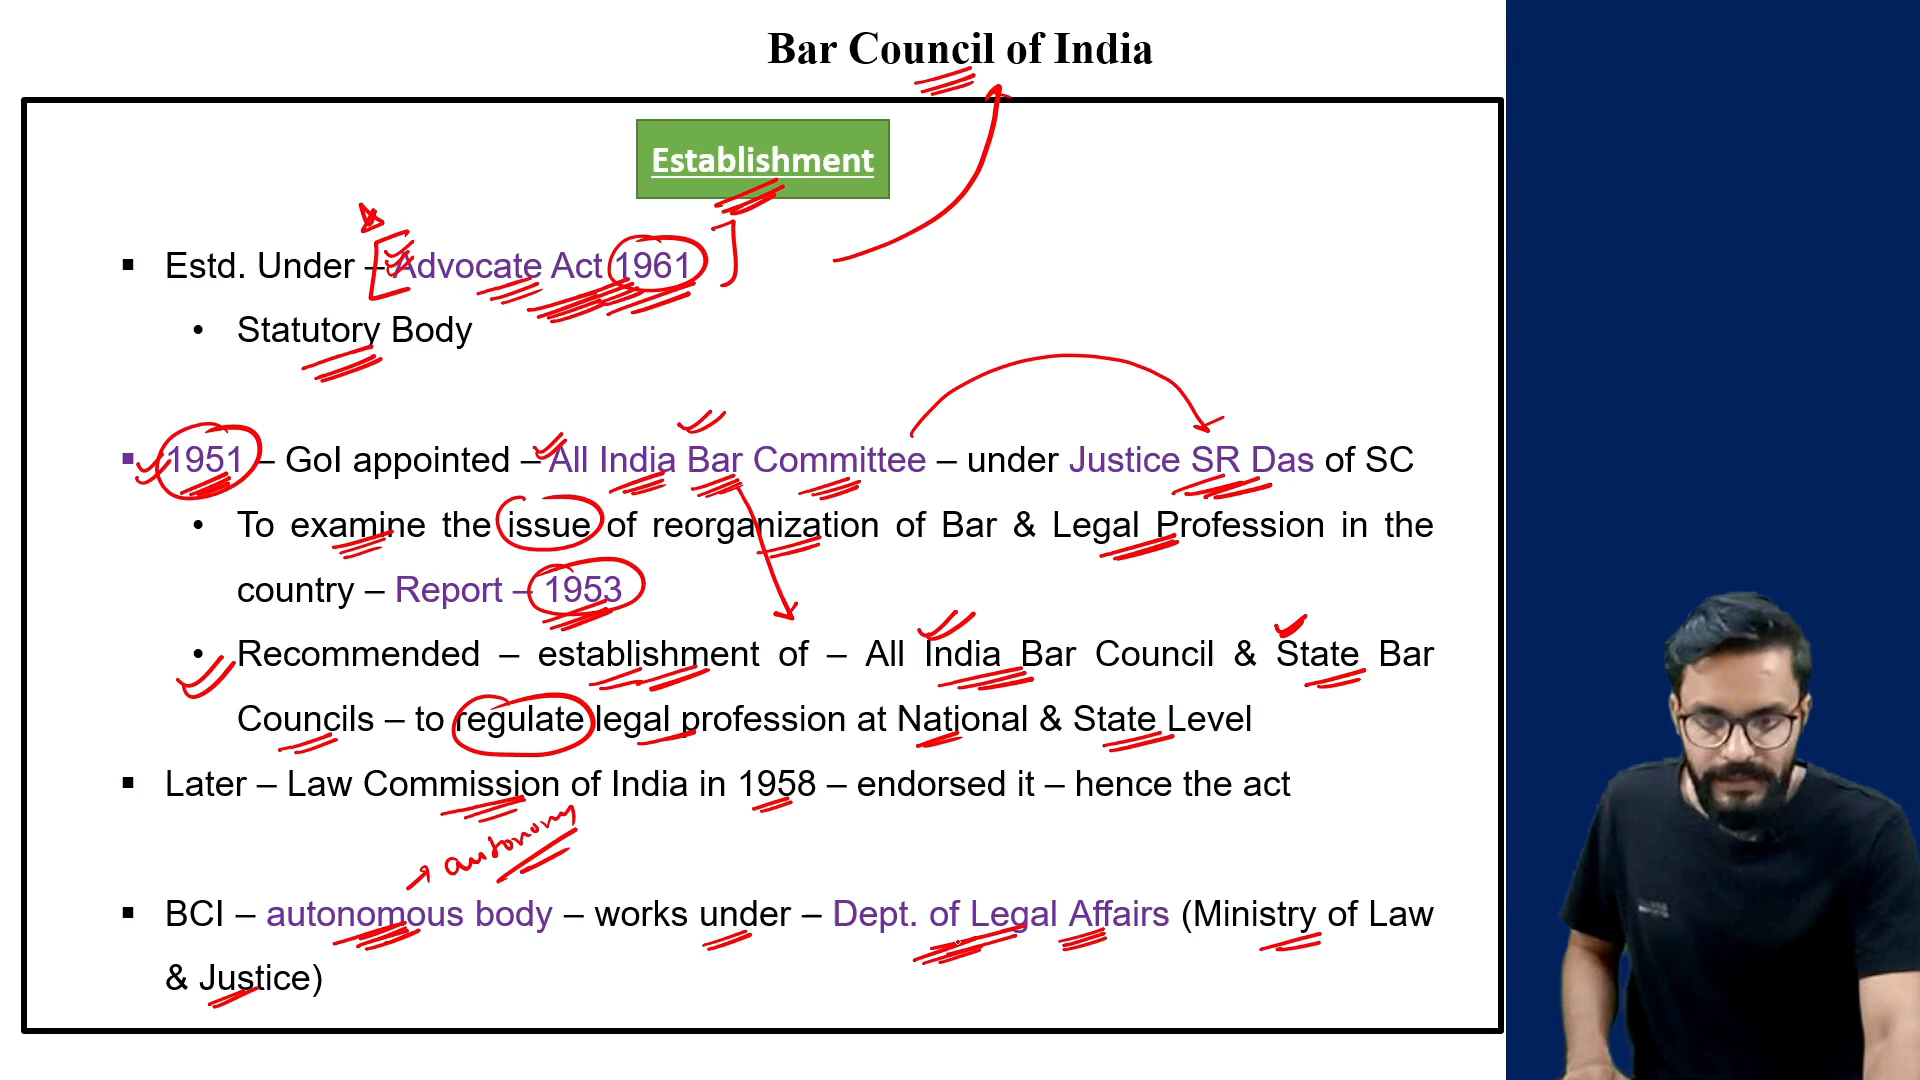 Bar Council of India
Establishment
▪ Estd. Under – Advocate Act 1961
• Statutory Body
▪ 1951 – GoI appointed – All India Bar Committee – under Justice SR Das of SC
• To examine the issue of reorganization of Bar & Legal Profession in the
country – Report – 1953
• Recommended – establishment of – All India Bar Council & State Bar
Councils – to regulate legal profession at National & State Level
▪ Later – Law Commission of India in 1958 – endorsed it – hence the act
autonomy
▪ BCI – autonomous body – works under – Dept. of Legal Affairs (Ministry of Law
& Justice)